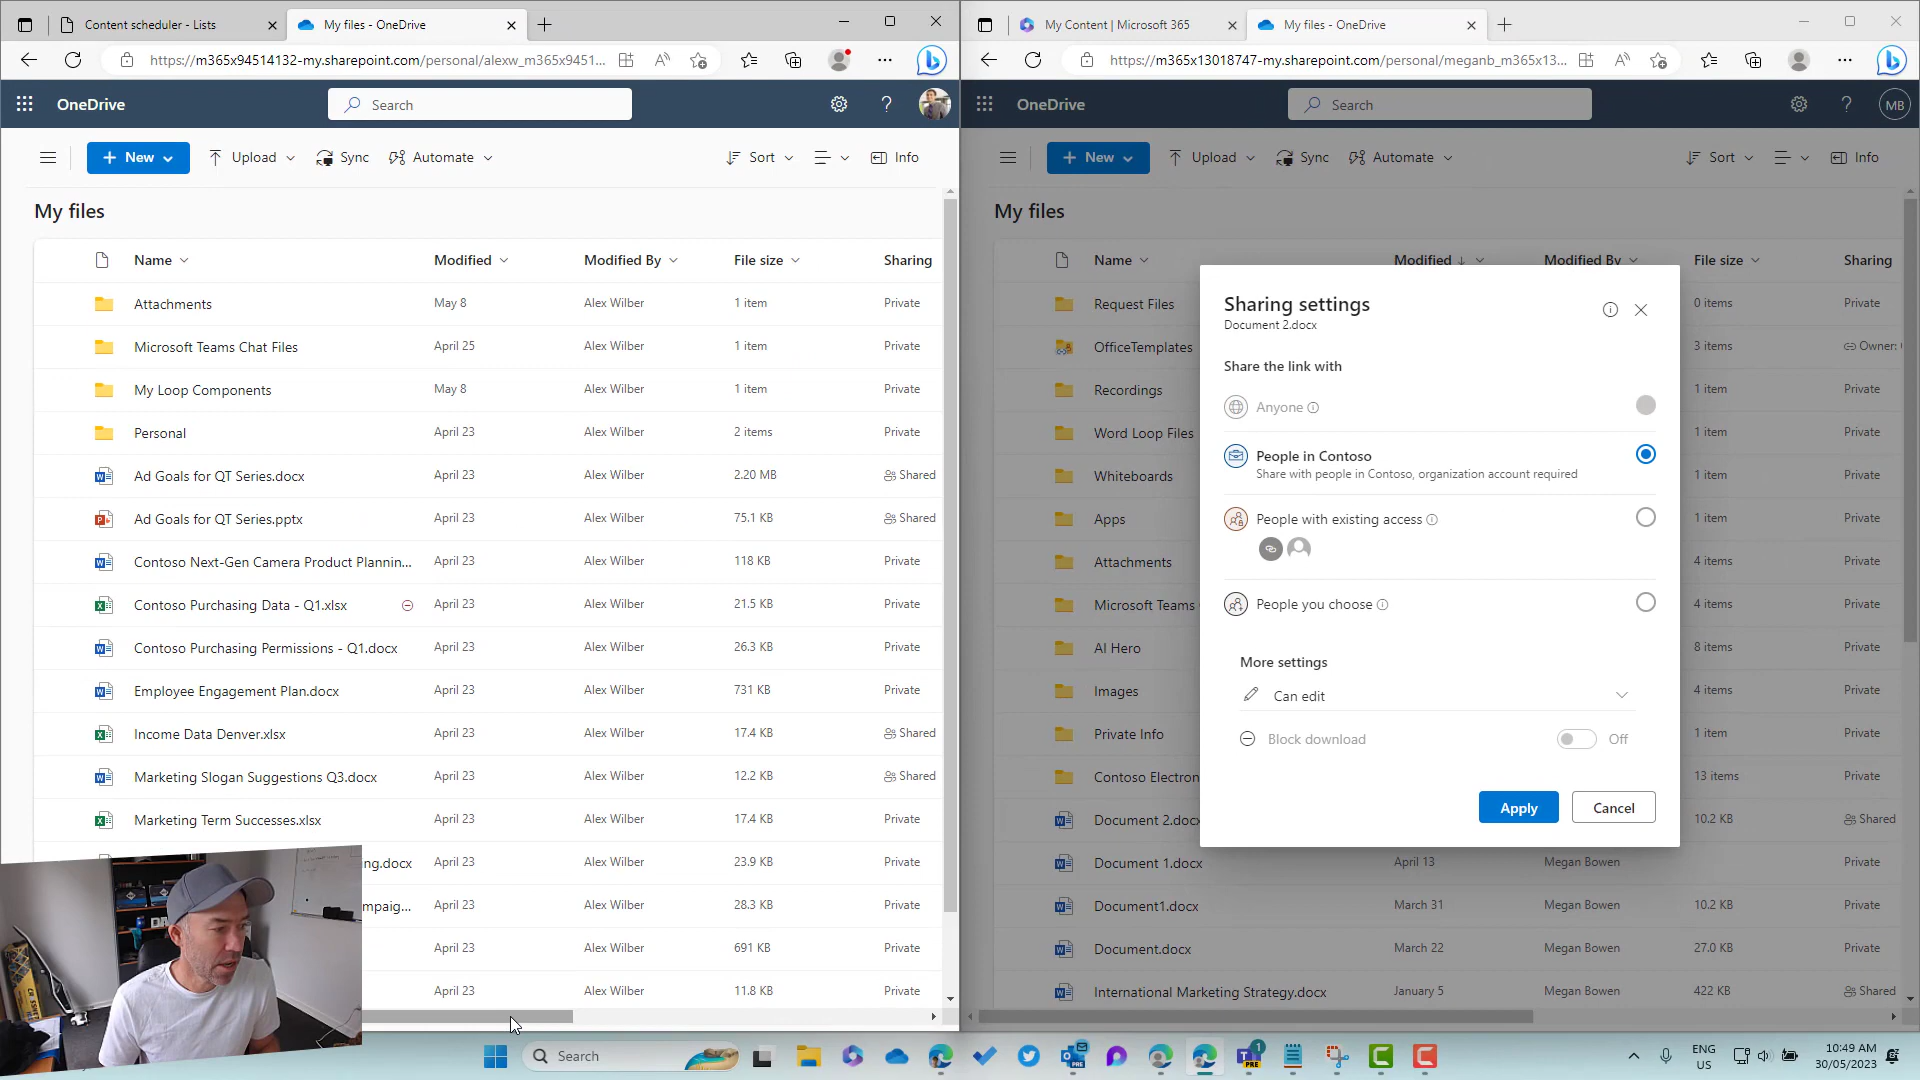 Content scheduler - Lists
My files - OneDrive
https://m365x94514132-my.sharepoint.com/personal/alexw_m365x9451...
OneDrive
Search
New
Upload
Sync
Automate
Sort
Info
My files
Name
Modified
Modified By
File size
Sharing
Attachments
May 8
Alex Wilber
1 item
Private
Microsoft Teams Chat Files
April 25
Alex Wilber
1 item
Private
My Loop Components
May 8
Alex Wilber
1 item
Private
Personal
April 23
Alex Wilber
2 items
Private
Ad Goals for QT Series.docx
April 23
Alex Wilber
2.20 MB
Shared
Ad Goals for QT Series.pptx
April 23
Alex Wilber
75.1 KB
Shared
Contoso Next-Gen Camera Product Plannin...
April 23
Alex Wilber
118 KB
Private
Contoso Purchasing Data - Q1.xlsx
April 23
Alex Wilber
21.5 KB
Private
Contoso Purchasing Permissions - Q1.docx
April 23
Alex Wilber
26.3 KB
Private
Employee Engagement Plan.docx
April 23
Alex Wilber
731 KB
Private
Income Data Denver.xlsx
April 23
Alex Wilber
17.4 KB
Shared
Marketing Slogan Suggestions Q3.docx
April 23
Alex Wilber
12.2 KB
Shared
Marketing Term Successes.xlsx
April 23
Alex Wilber
17.4 KB
Private
ng.docx
April 23
Alex Wilber
23.9 KB
Private
mpaig...
April 23
Alex Wilber
28.3 KB
Private
April 23
Alex Wilber
691 KB
Private
April 23
Alex Wilber
11.8 KB
Private
My Content | Microsoft 365
My files - OneDrive
https://m365x13018747-my.sharepoint.com/personal/meganb_m365x13...
OneDrive
Search
MB
New
Upload
Sync
Automate
Sort
Info
My files
Name
Modified
Modified By
File size
Sharing
Request Files
0 items
Private
OfficeTemplates
3 items
Owner:
Recordings
1 item
Private
Word Loop Files
1 item
Private
Whiteboards
1 item
Private
Apps
1 item
Private
Attachments
4 items
Private
Microsoft Teams
4 items
Private
AI Hero
8 items
Private
Images
4 items
Private
Private Info
1 item
Private
Contoso Electron
13 items
Private
Document 2.docx
10.2 KB
Shared
Document 1.docx
April 13
Megan Bowen
Private
Document1.docx
March 31
Megan Bowen
10.2 KB
Private
Document.docx
March 22
Megan Bowen
27.0 KB
Private
International Marketing Strategy.docx
January 5
Megan Bowen
422 KB
Shared
Sharing settings
Document 2.docx
Share the link with
Anyone
People in Contoso
Share with people in Contoso, organization account required
People with existing access
People you choose
More settings
Can edit
Block download
Off
Apply
Cancel
Search
PRE
1
PRE
ENG
US
10:49 AM
30/05/2023